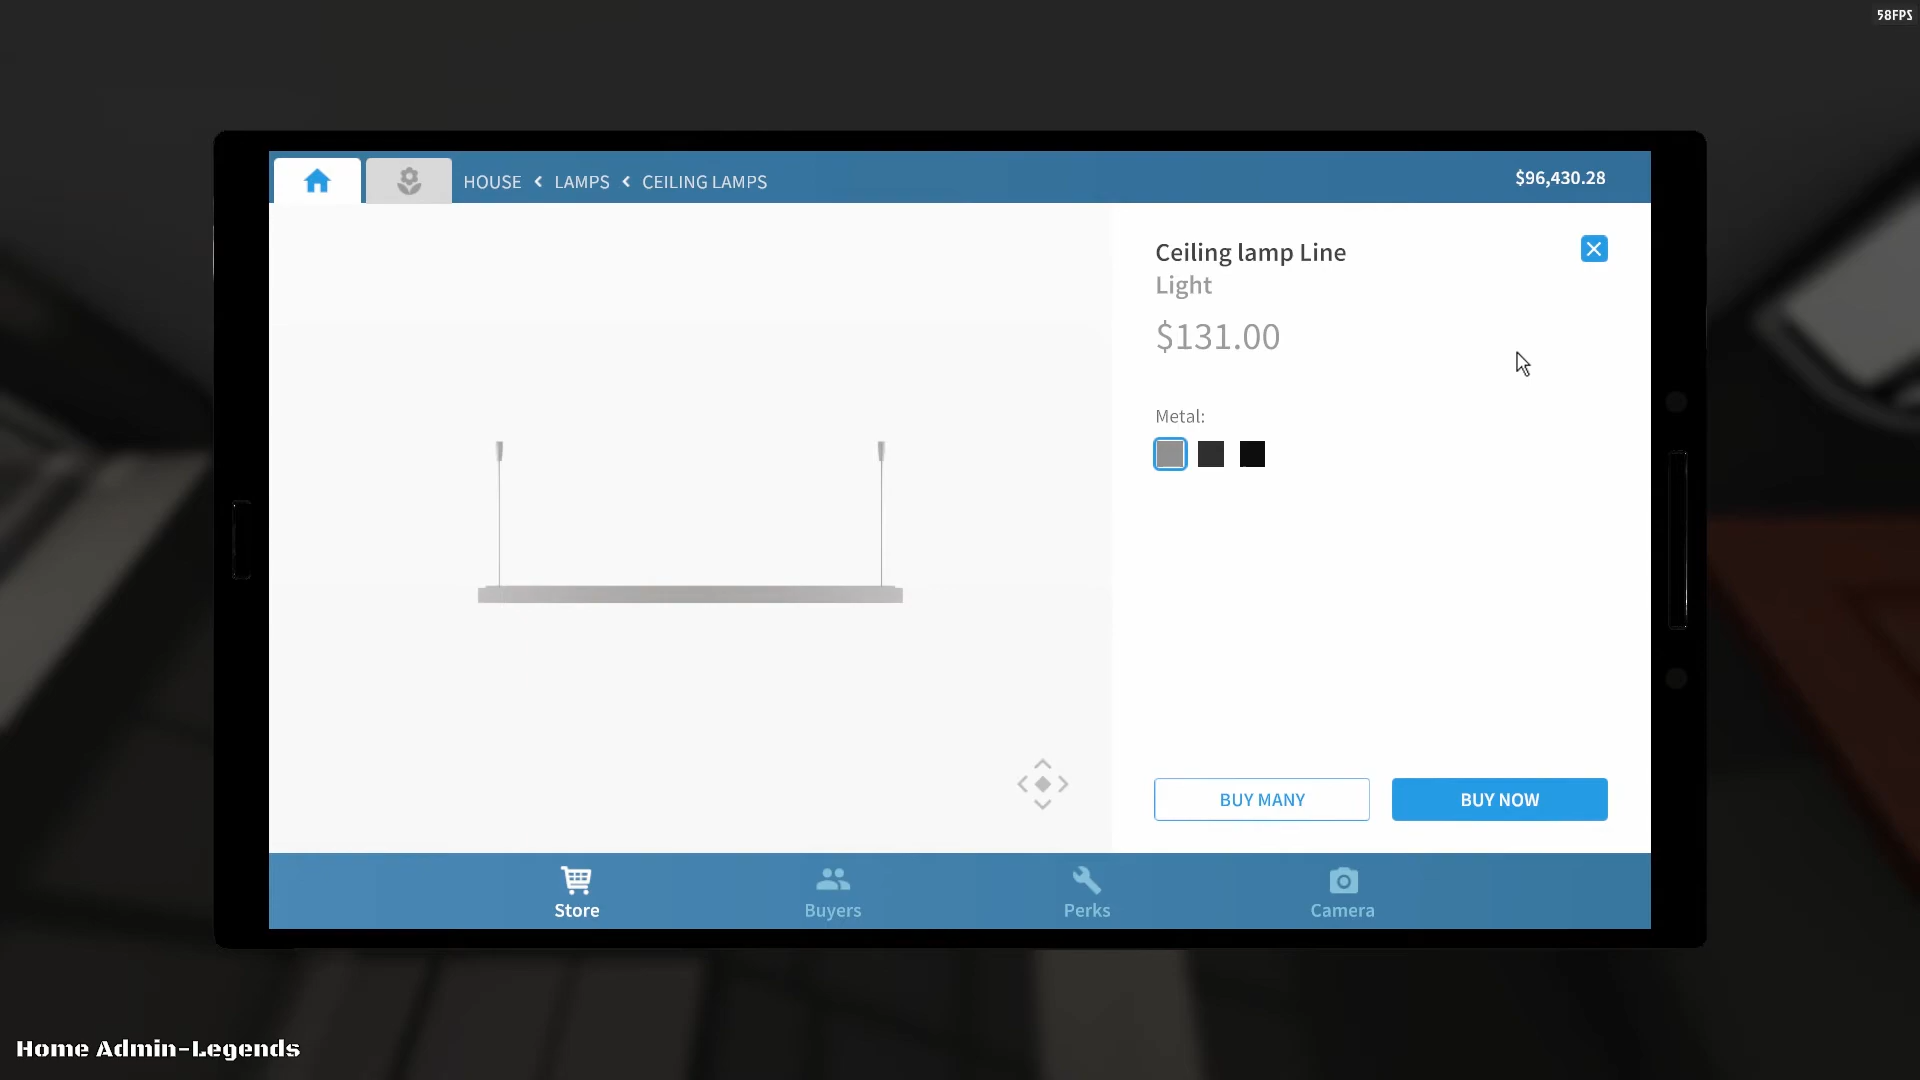 58FPS
HOUSE < LAMPS < CEILING LAMPS
$96,430.28
Ceiling lamp Line
Light
$131.00
Metal:
BUY MANY
BUY NOW
Store
Buyers
Perks
Camera
Home Admin-Legends